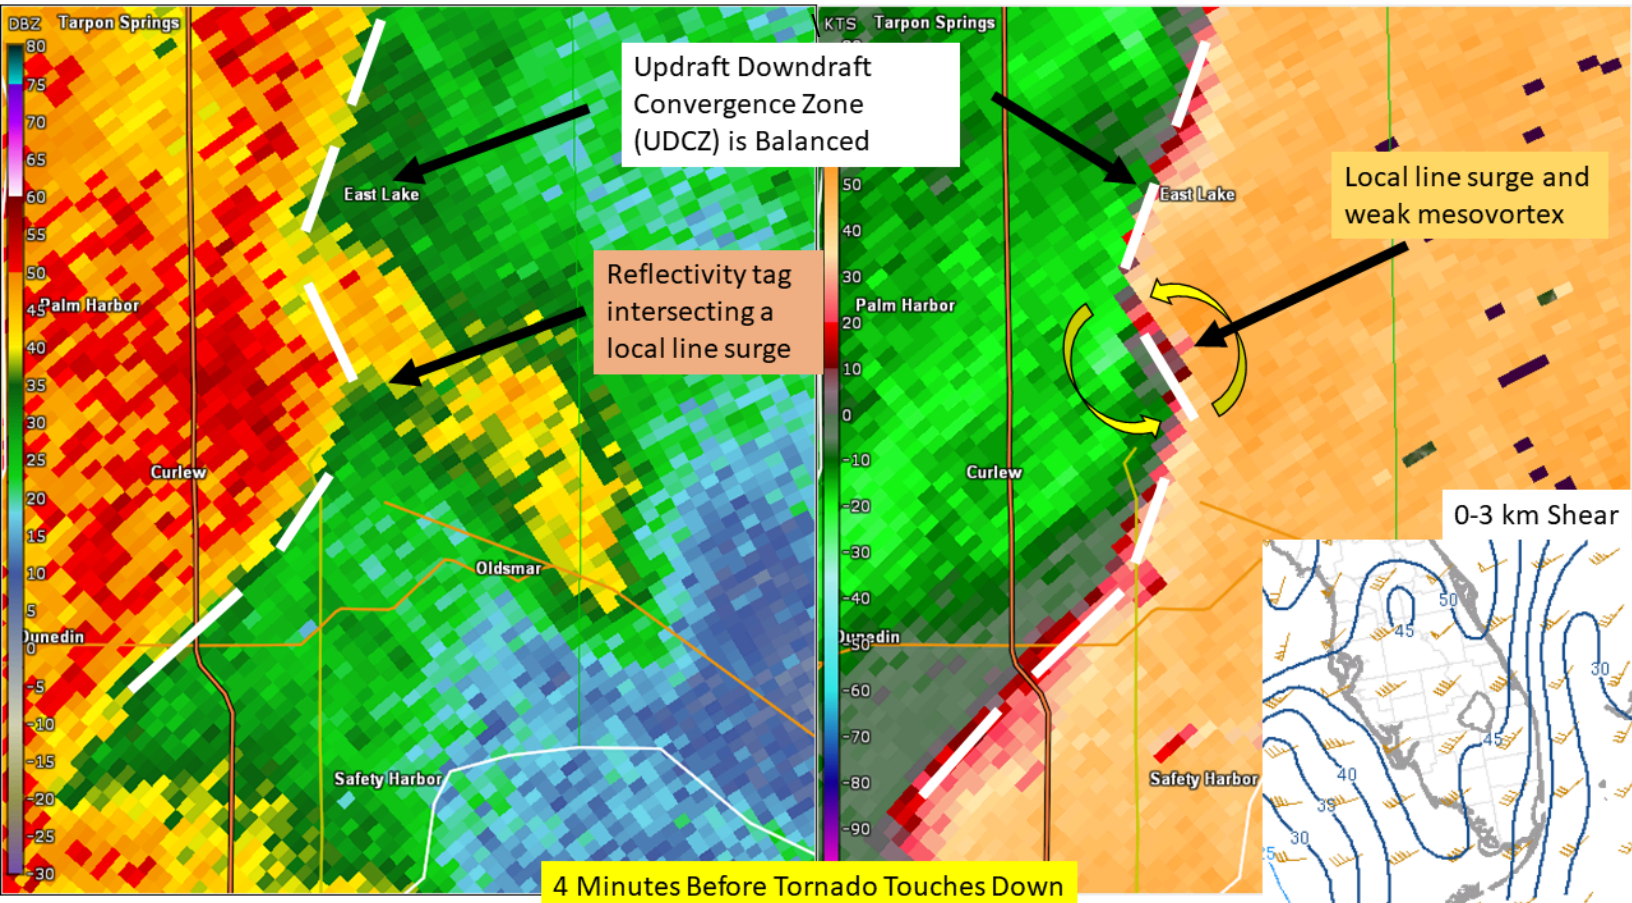 DBZ Tarpon Springs
80
75
70
65
60
55
50
45
40
35
30
25
20
15
10
5
0
-5
-10
-15
-20
-25
-30
East Lake
Palm Harbor
Curlew
Oldsmar
Dunedin
Safety Harbor
Updraft Downdraft
Convergence Zone
(UDCZ) is Balanced
Reflectivity tag
intersecting a
local line surge
KTS Tarpon Springs
50
40
30
20
10
0
-10
-20
-30
-40
-50
-60
-70
-80
-90
East Lake
Palm Harbor
Curlew
Dunedin
Safety Harbor
Local line surge and
weak mesovortex
0-3 km Shear
50
45
30
45
40
35
30
25
4 Minutes Before Tornado Touches Down